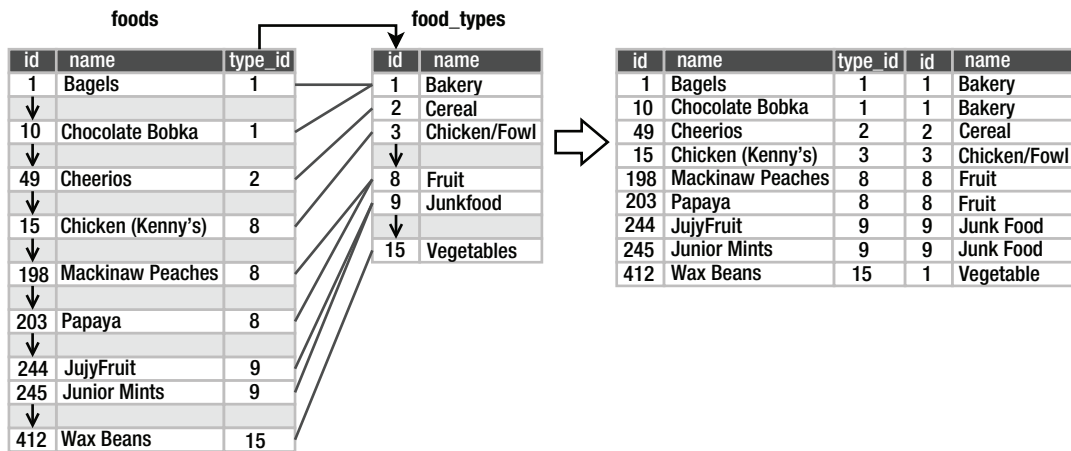 foods
id name type_id
1 Bagels 1
10 Chocolate Bobka 1
49 Cheerios 2
15 Chicken (Kenny's) 8
198 Mackinaw Peaches 8
203 Papaya 8
244 JujyFruit 9
245 Junior Mints 9
412 Wax Beans 15
food_types
id name
1 Bakery
2 Cereal
3 Chicken/Fowl
8 Fruit
9 Junkfood
15 Vegetables
id name type_id id name
1 Bagels 1 1 Bakery
10 Chocolate Bobka 1 1 Bakery
49 Cheerios 2 2 Cereal
15 Chicken (Kenny's) 3 3 Chicken/Fowl
198 Mackinaw Peaches 8 8 Fruit
203 Papaya 8 8 Fruit
244 JujyFruit 9 9 Junk Food
245 Junior Mints 9 9 Junk Food
412 Wax Beans 15 1 Vegetable